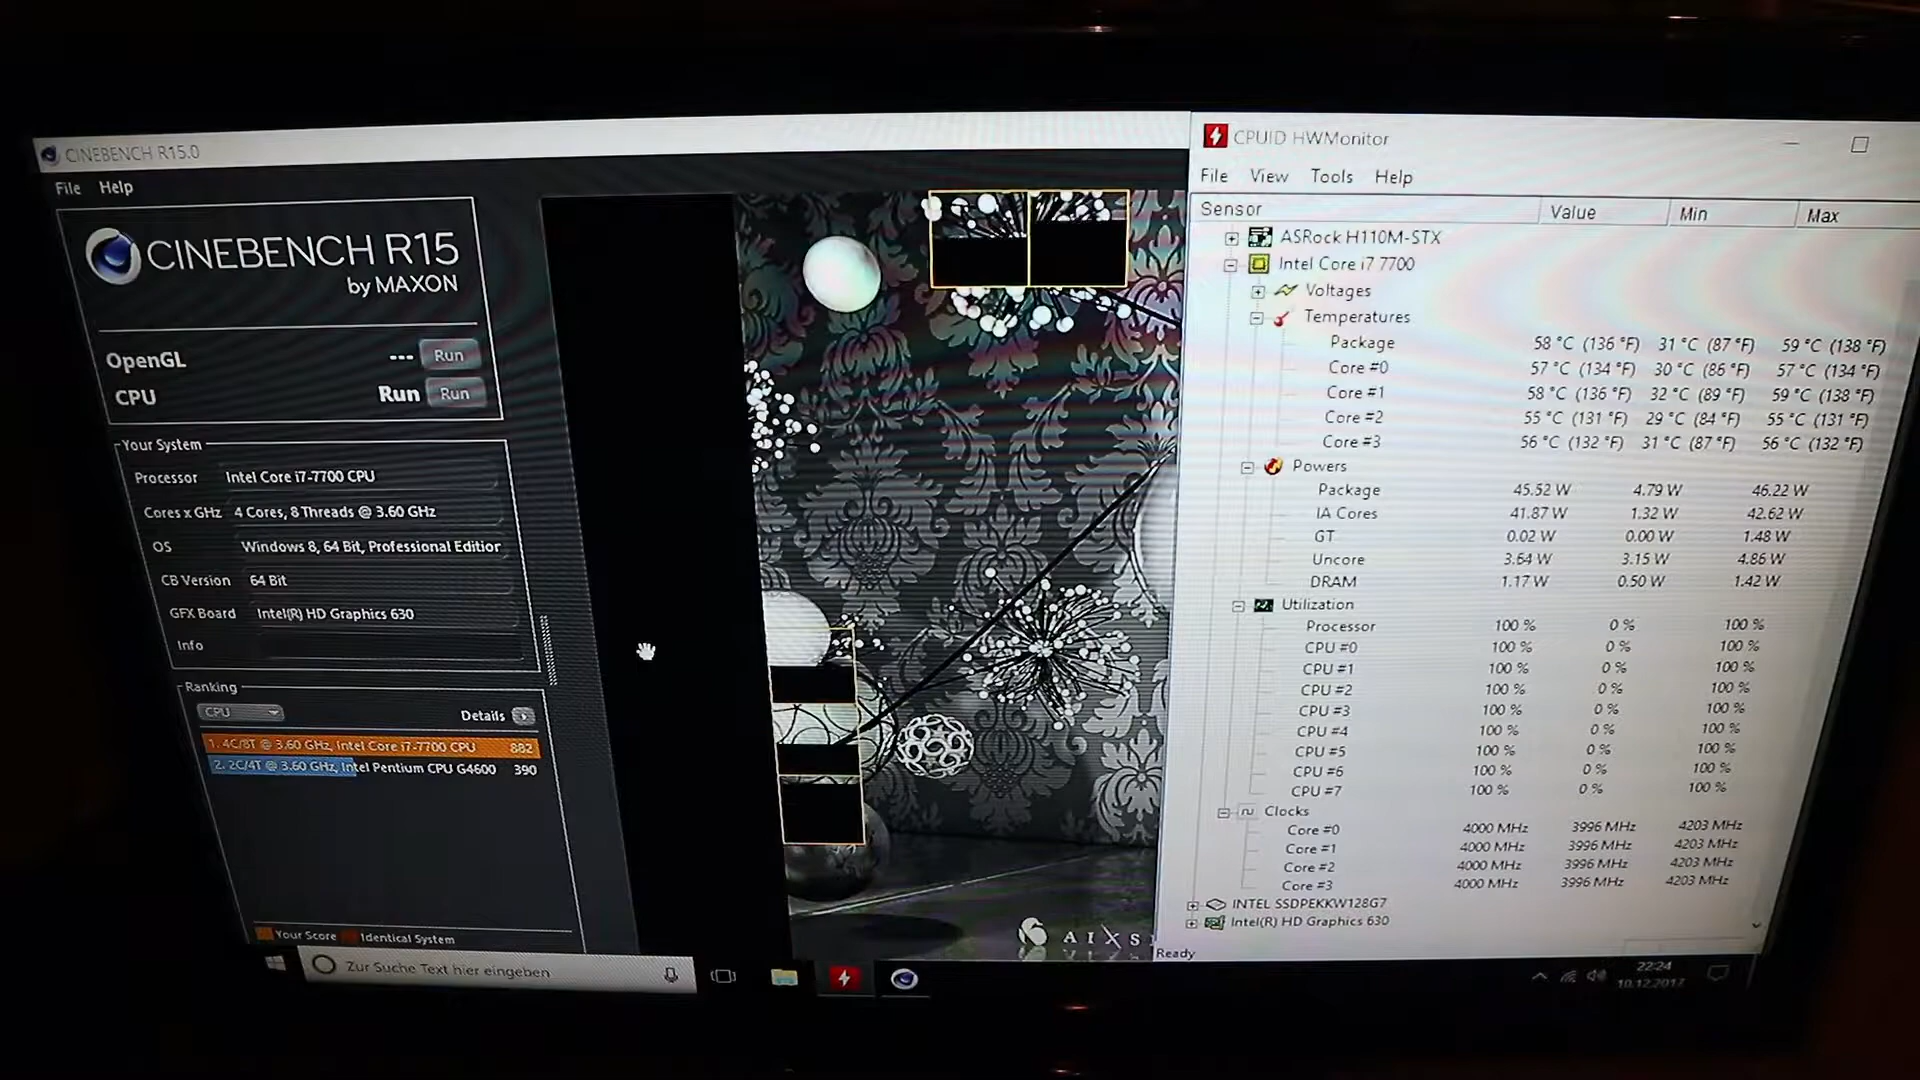 CINEBENCH R15.0
File Help
CINEBENCH R15
by MAXON
OpenGL --- Run
CPU Run Run
Your System
Processor Intel Core i7-7700 CPU
Cores x GHz 4 Cores, 8 Threads @ 3.60 GHz
OS Windows 8, 64 Bit, Professional Edition
CB Version 64 Bit
GFX Board Intel(R) HD Graphics 630
Info
Ranking
CPU Details
1. 4C/8T @ 3.60 GHz, Intel Core i7-7700 CPU 882
2. 2C/4T @ 3.60 GHz, Intel Pentium CPU G4600 390
Your Score Identical System
AIXS
CPUID HWMonitor
File View Tools Help
Sensor Value Min Max
ASRock H110M-STX
Intel Core i7 7700
Voltages
Temperatures
Package 58 °C (136 °F) 31 °C (87 °F) 59 °C (138 °F)
Core #0 57 °C (134 °F) 30 °C (86 °F) 57 °C (134 °F)
Core #1 58 °C (136 °F) 32 °C (89 °F) 59 °C (138 °F)
Core #2 55 °C (131 °F) 29 °C (84 °F) 55 °C (131 °F)
Core #3 56 °C (132 °F) 31 °C (87 °F) 56 °C (132 °F)
Powers
Package 45.52 W 4.79 W 46.22 W
IA Cores 41.87 W 1.32 W 42.62 W
GT 0.02 W 0.00 W 1.48 W
Uncore 3.64 W 3.15 W 4.86 W
DRAM 1.17 W 0.50 W 1.42 W
Utilization
Processor 100 % 0 % 100 %
CPU #0 100 % 0 % 100 %
CPU #1 100 % 0 % 100 %
CPU #2 100 % 0 % 100 %
CPU #3 100 % 0 % 100 %
CPU #4 100 % 0 % 100 %
CPU #5 100 % 0 % 100 %
CPU #6 100 % 0 % 100 %
CPU #7 100 % 0 % 100 %
Clocks
Core #0 4000 MHz 3996 MHz 4203 MHz
Core #1 4000 MHz 3996 MHz 4203 MHz
Core #2 4000 MHz 3996 MHz 4203 MHz
Core #3 4000 MHz 3996 MHz 4203 MHz
INTEL SSDPEKKW128G7
Intel(R) HD Graphics 630
Ready
Zur Suche Text hier eingeben
22:24
10.12.2017